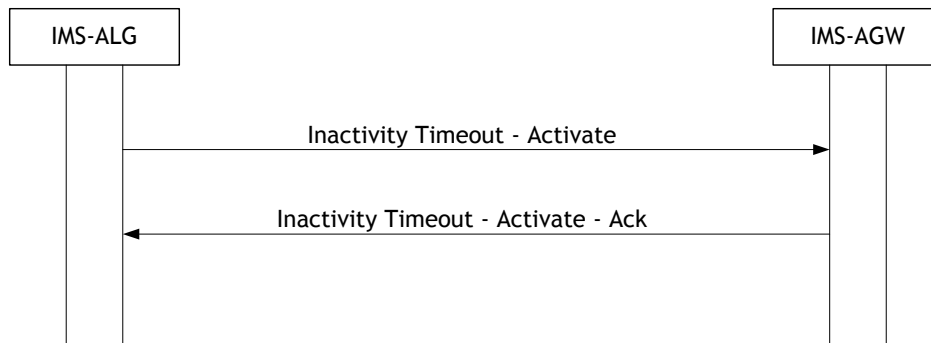 IMS-ALG
IMS-AGW
Inactivity Timeout - Activate
Inactivity Timeout - Activate - Ack